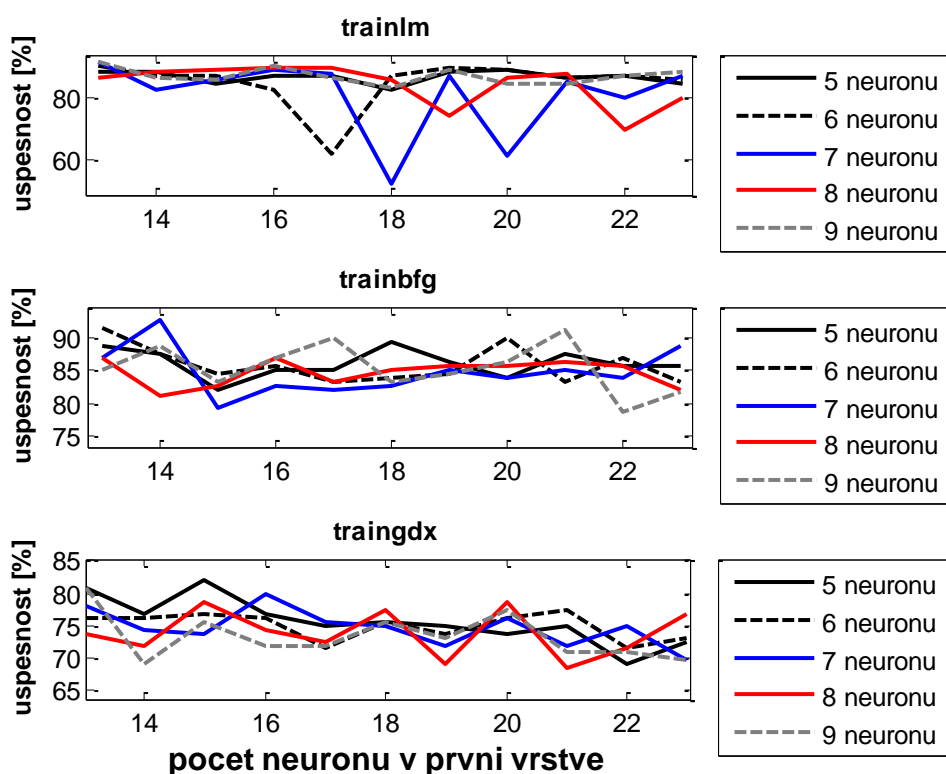 trainlm
uspesnost [%]
80
60
14 16 18 20 22
5 neuronu
6 neuronu
7 neuronu
8 neuronu
9 neuronu
trainbfg
uspesnost [%]
90
85
80
75
14 16 18 20 22
5 neuronu
6 neuronu
7 neuronu
8 neuronu
9 neuronu
traingdx
uspesnost [%]
85
80
75
70
65
14 16 18 20 22
pocet neuronu v prvni vrstve
5 neuronu
6 neuronu
7 neuronu
8 neuronu
9 neuronu